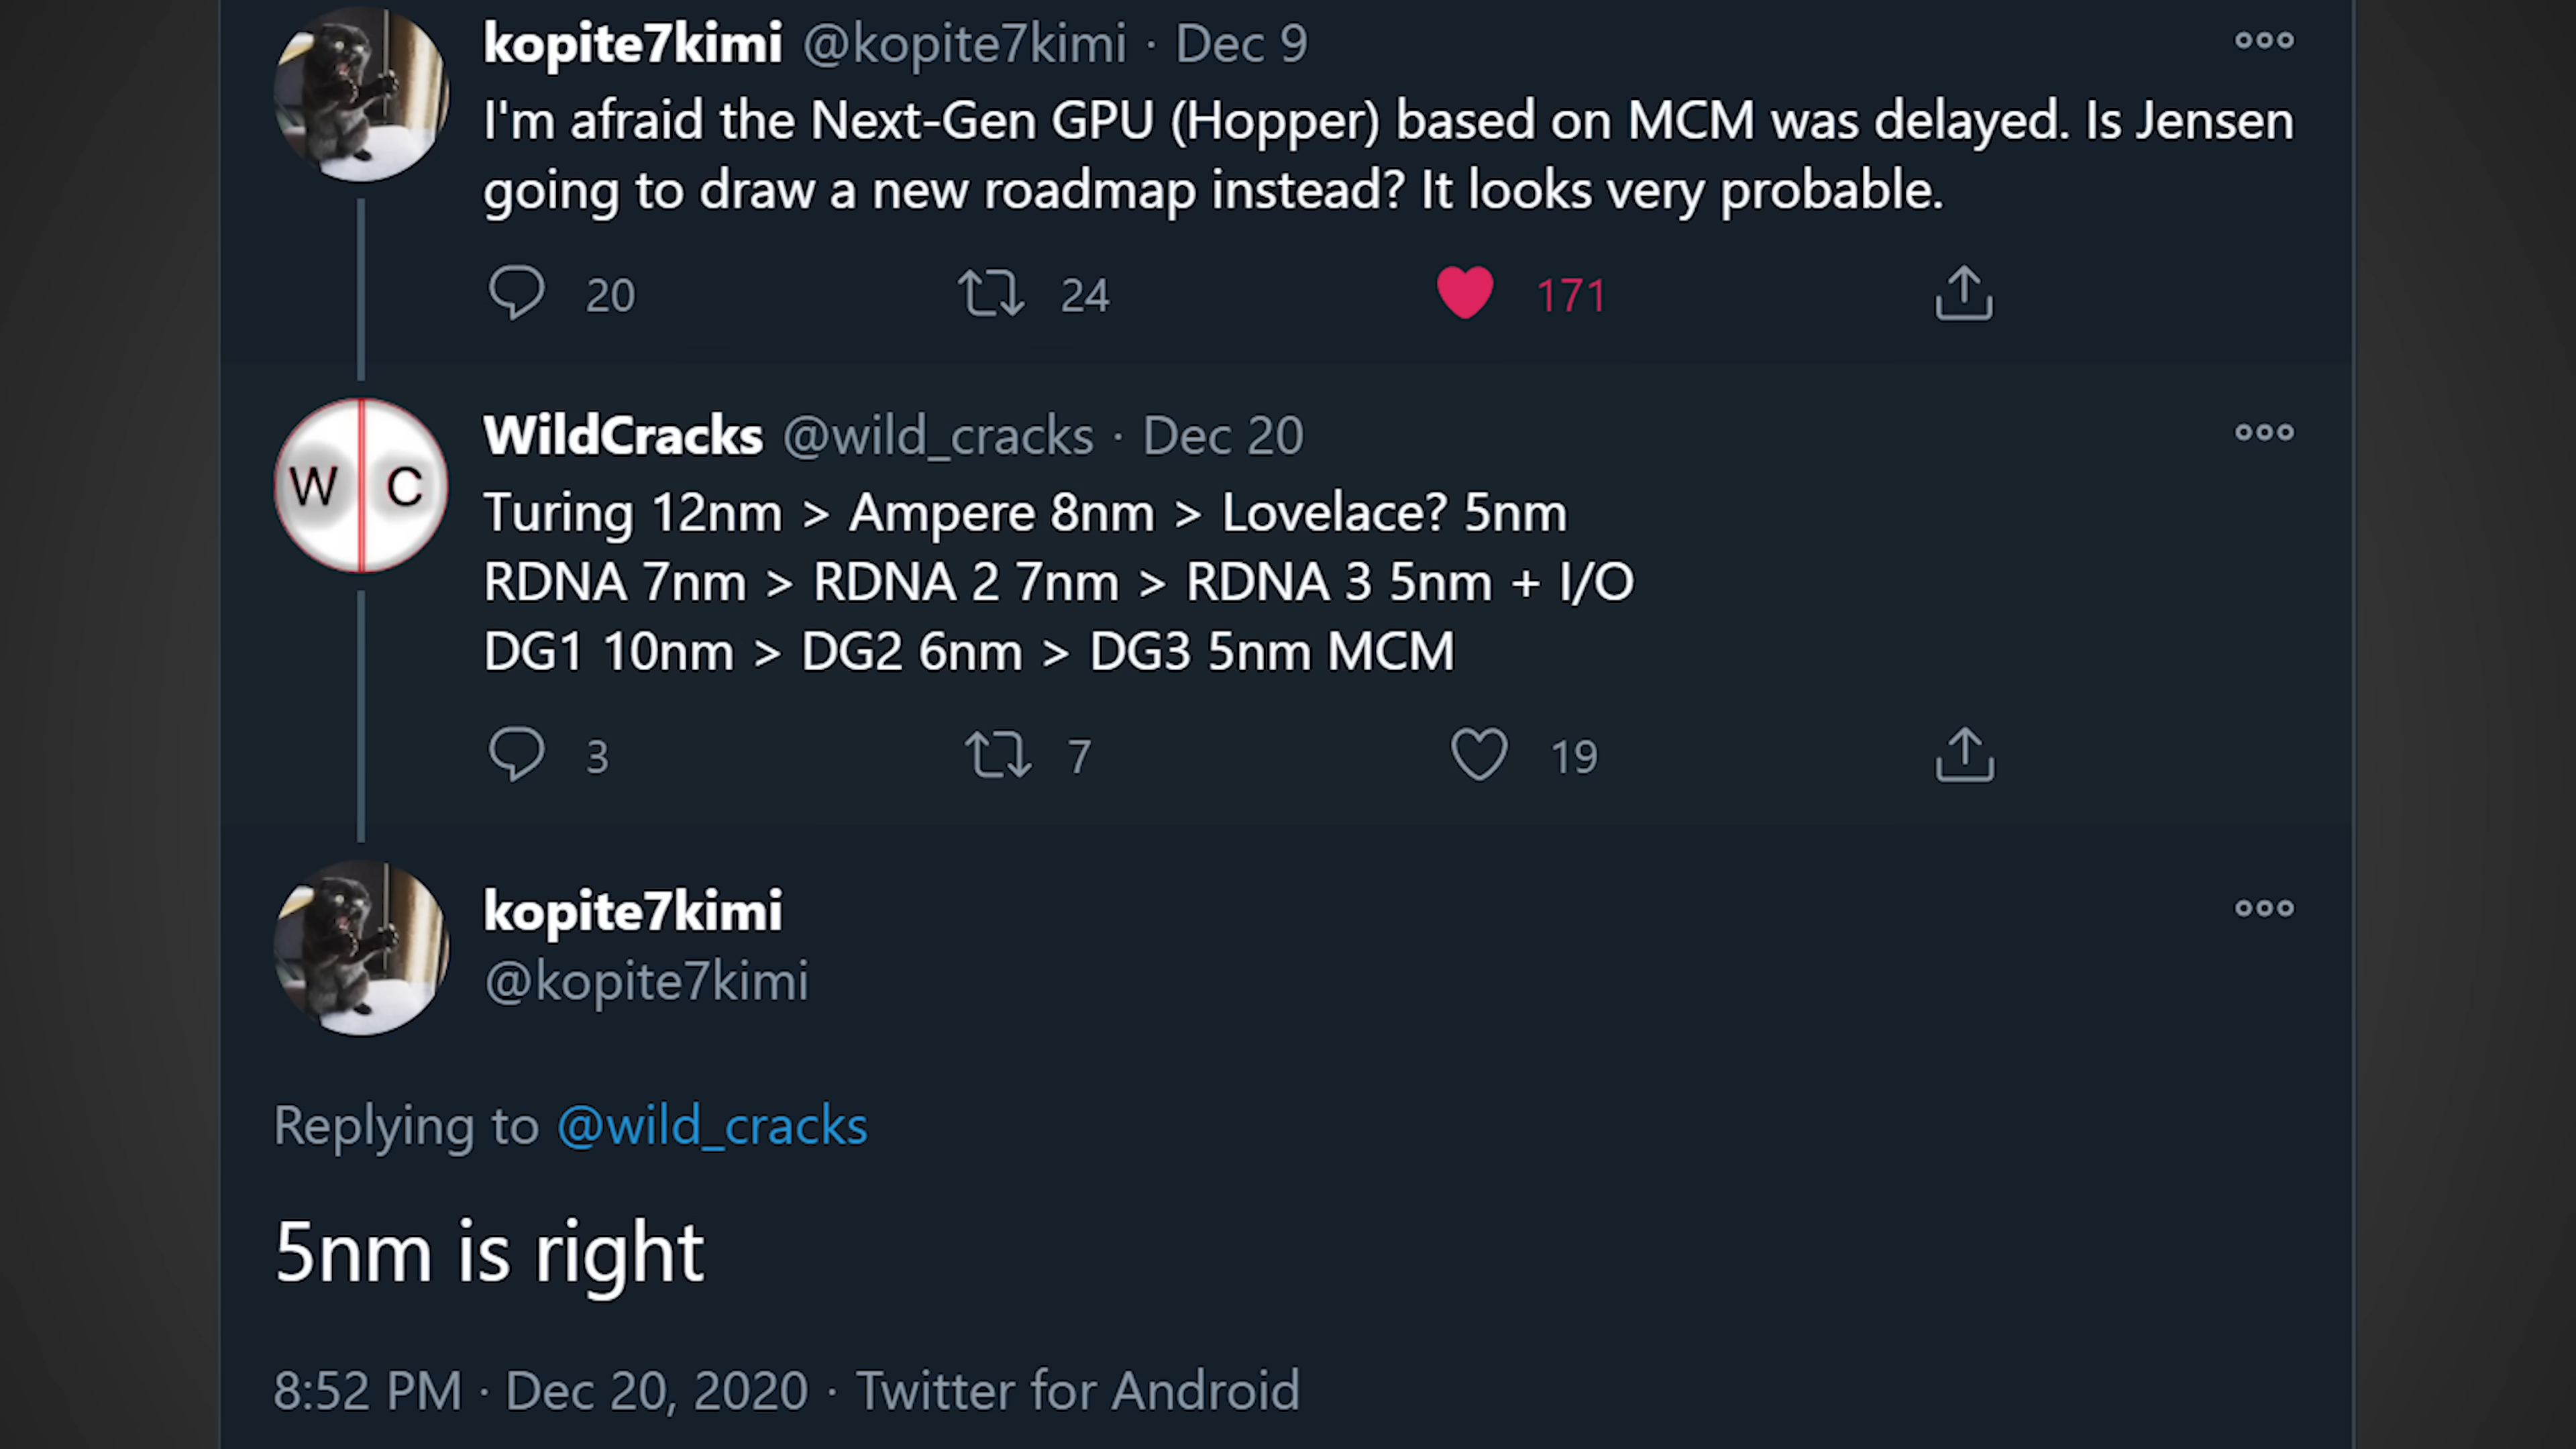 kopite7kimi @kopite7kimi · Dec 9
I'm afraid the Next-Gen GPU (Hopper) based on MCM was delayed. Is Jensen
going to draw a new roadmap instead? It looks very probable.
20 24 171
WildCracks @wild_cracks · Dec 20
W C
Turing 12nm > Ampere 8nm > Lovelace? 5nm
RDNA 7nm > RDNA 2 7nm > RDNA 3 5nm + I/O
DG1 10nm > DG2 6nm > DG3 5nm MCM
3 7 19
kopite7kimi
@kopite7kimi
Replying to @wild_cracks
5nm is right
8:52 PM · Dec 20, 2020 · Twitter for Android